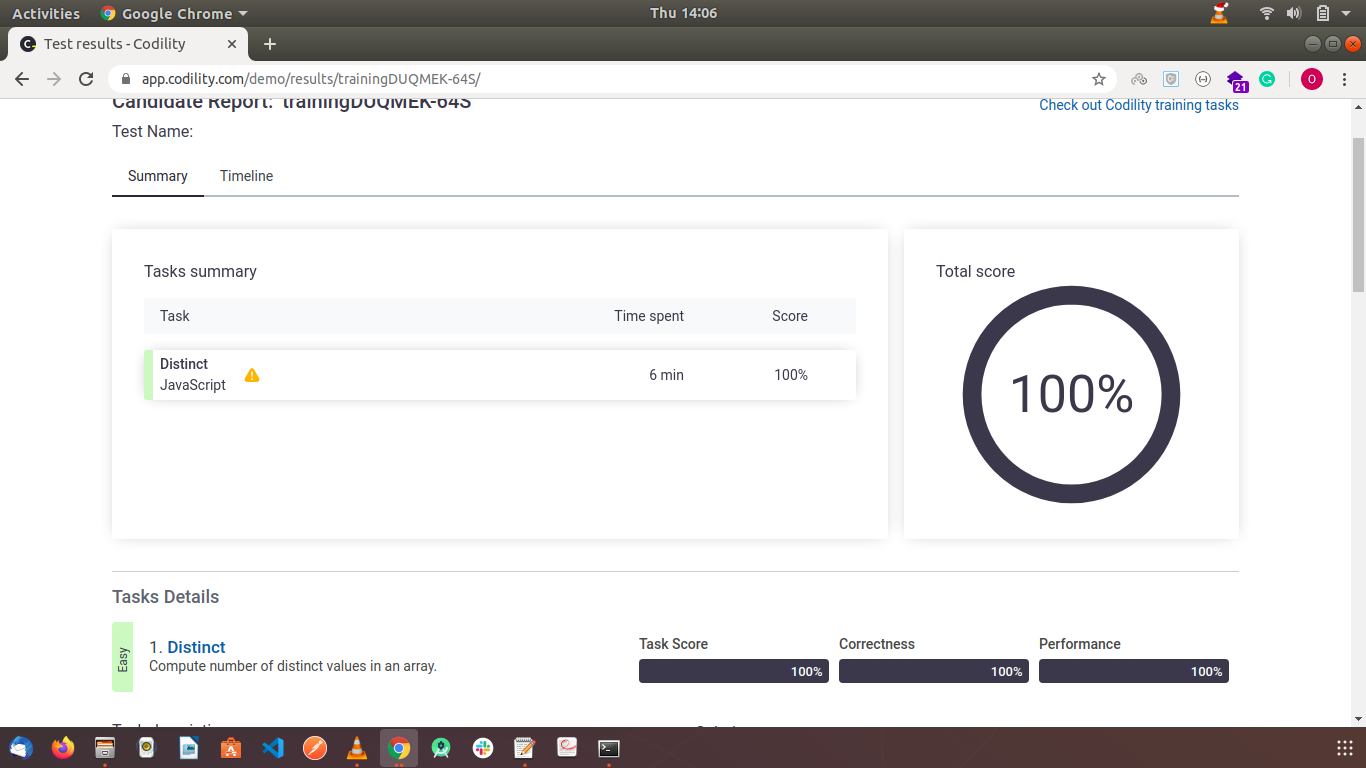 Activities Google Chrome Thu 14:06
Test results - Codility
app.codility.com/demo/results/trainingDUQMEK-64S/
21
O
Candidate Report: trainingDUQMEK-64S
Check out Codility training tasks
Test Name:
Summary Timeline
Tasks summary
Total score
Task Time spent Score
Distinct
JavaScript
6 min 100%
100%
Tasks Details
Easy
1. Distinct
Compute number of distinct values in an array.
Task Score Correctness Performance
100% 100% 100%